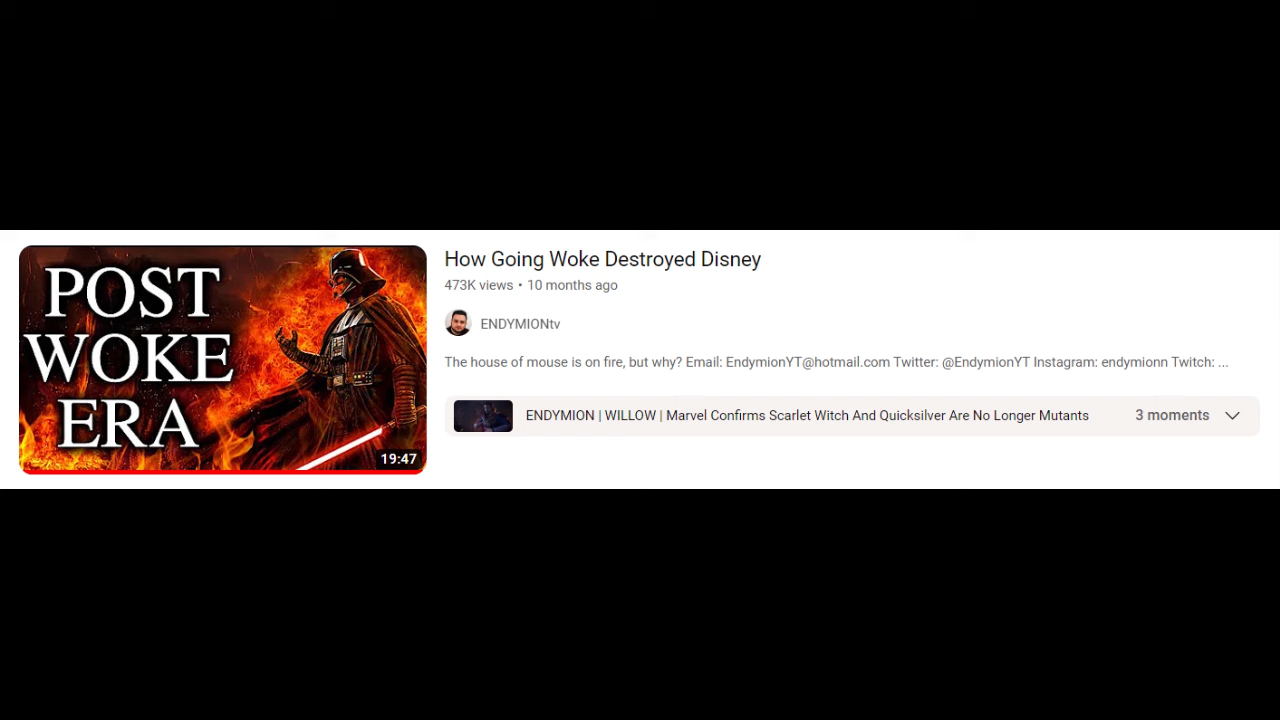 POST
WOKE
ERA
19:47
How Going Woke Destroyed Disney
473K views • 10 months ago
ENDYMIONtv
The house of mouse is on fire, but why? Email: EndymionYT@hotmail.com Twitter: @EndymionYT Instagram: endymionn Twitch: ...
ENDYMION | WILLOW | Marvel Confirms Scarlet Witch And Quicksilver Are No Longer Mutants
3 moments